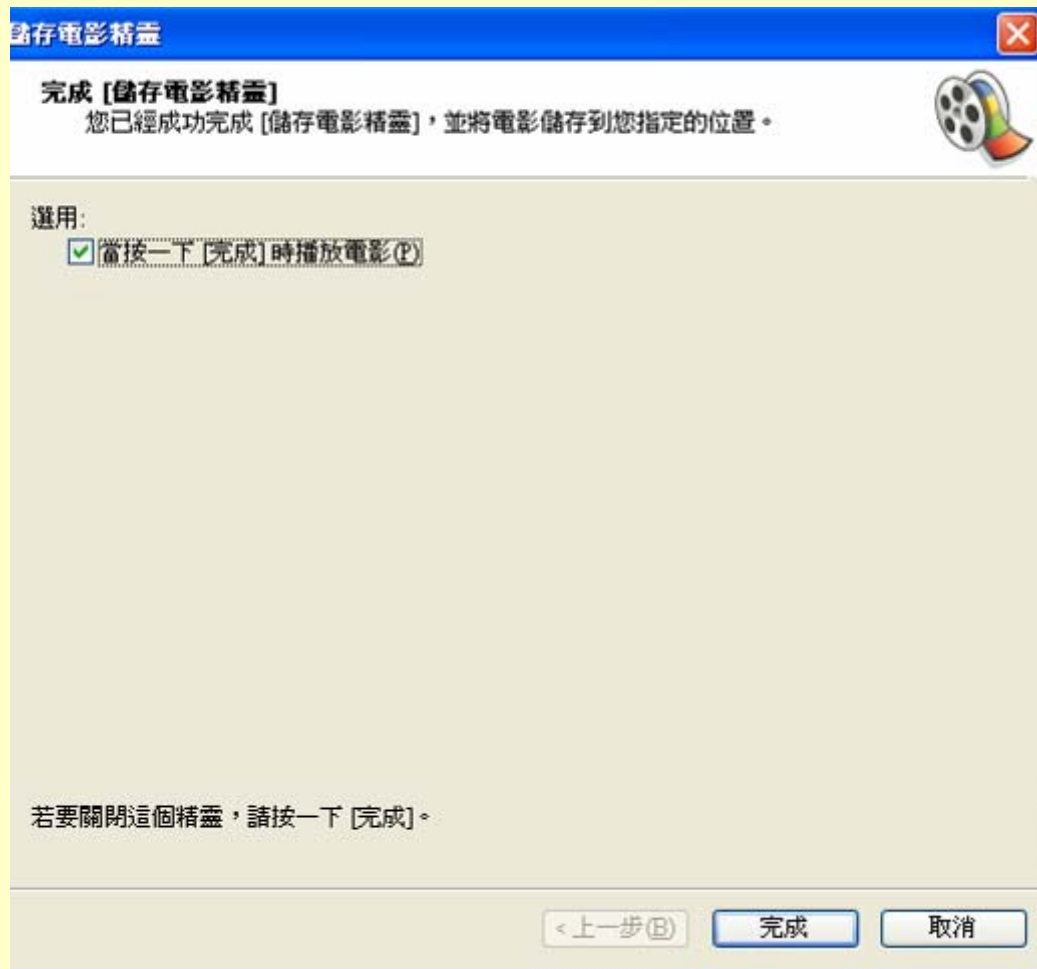 儲存電影精靈
完成 [儲存電影精靈]
您已經成功完成 [儲存電影精靈]，並將電影儲存到您指定的位置。
選用:
當按一下 [完成] 時播放電影(P)
若要關閉這個精靈，請按一下 [完成]。
<上一步(B) 完成 取消